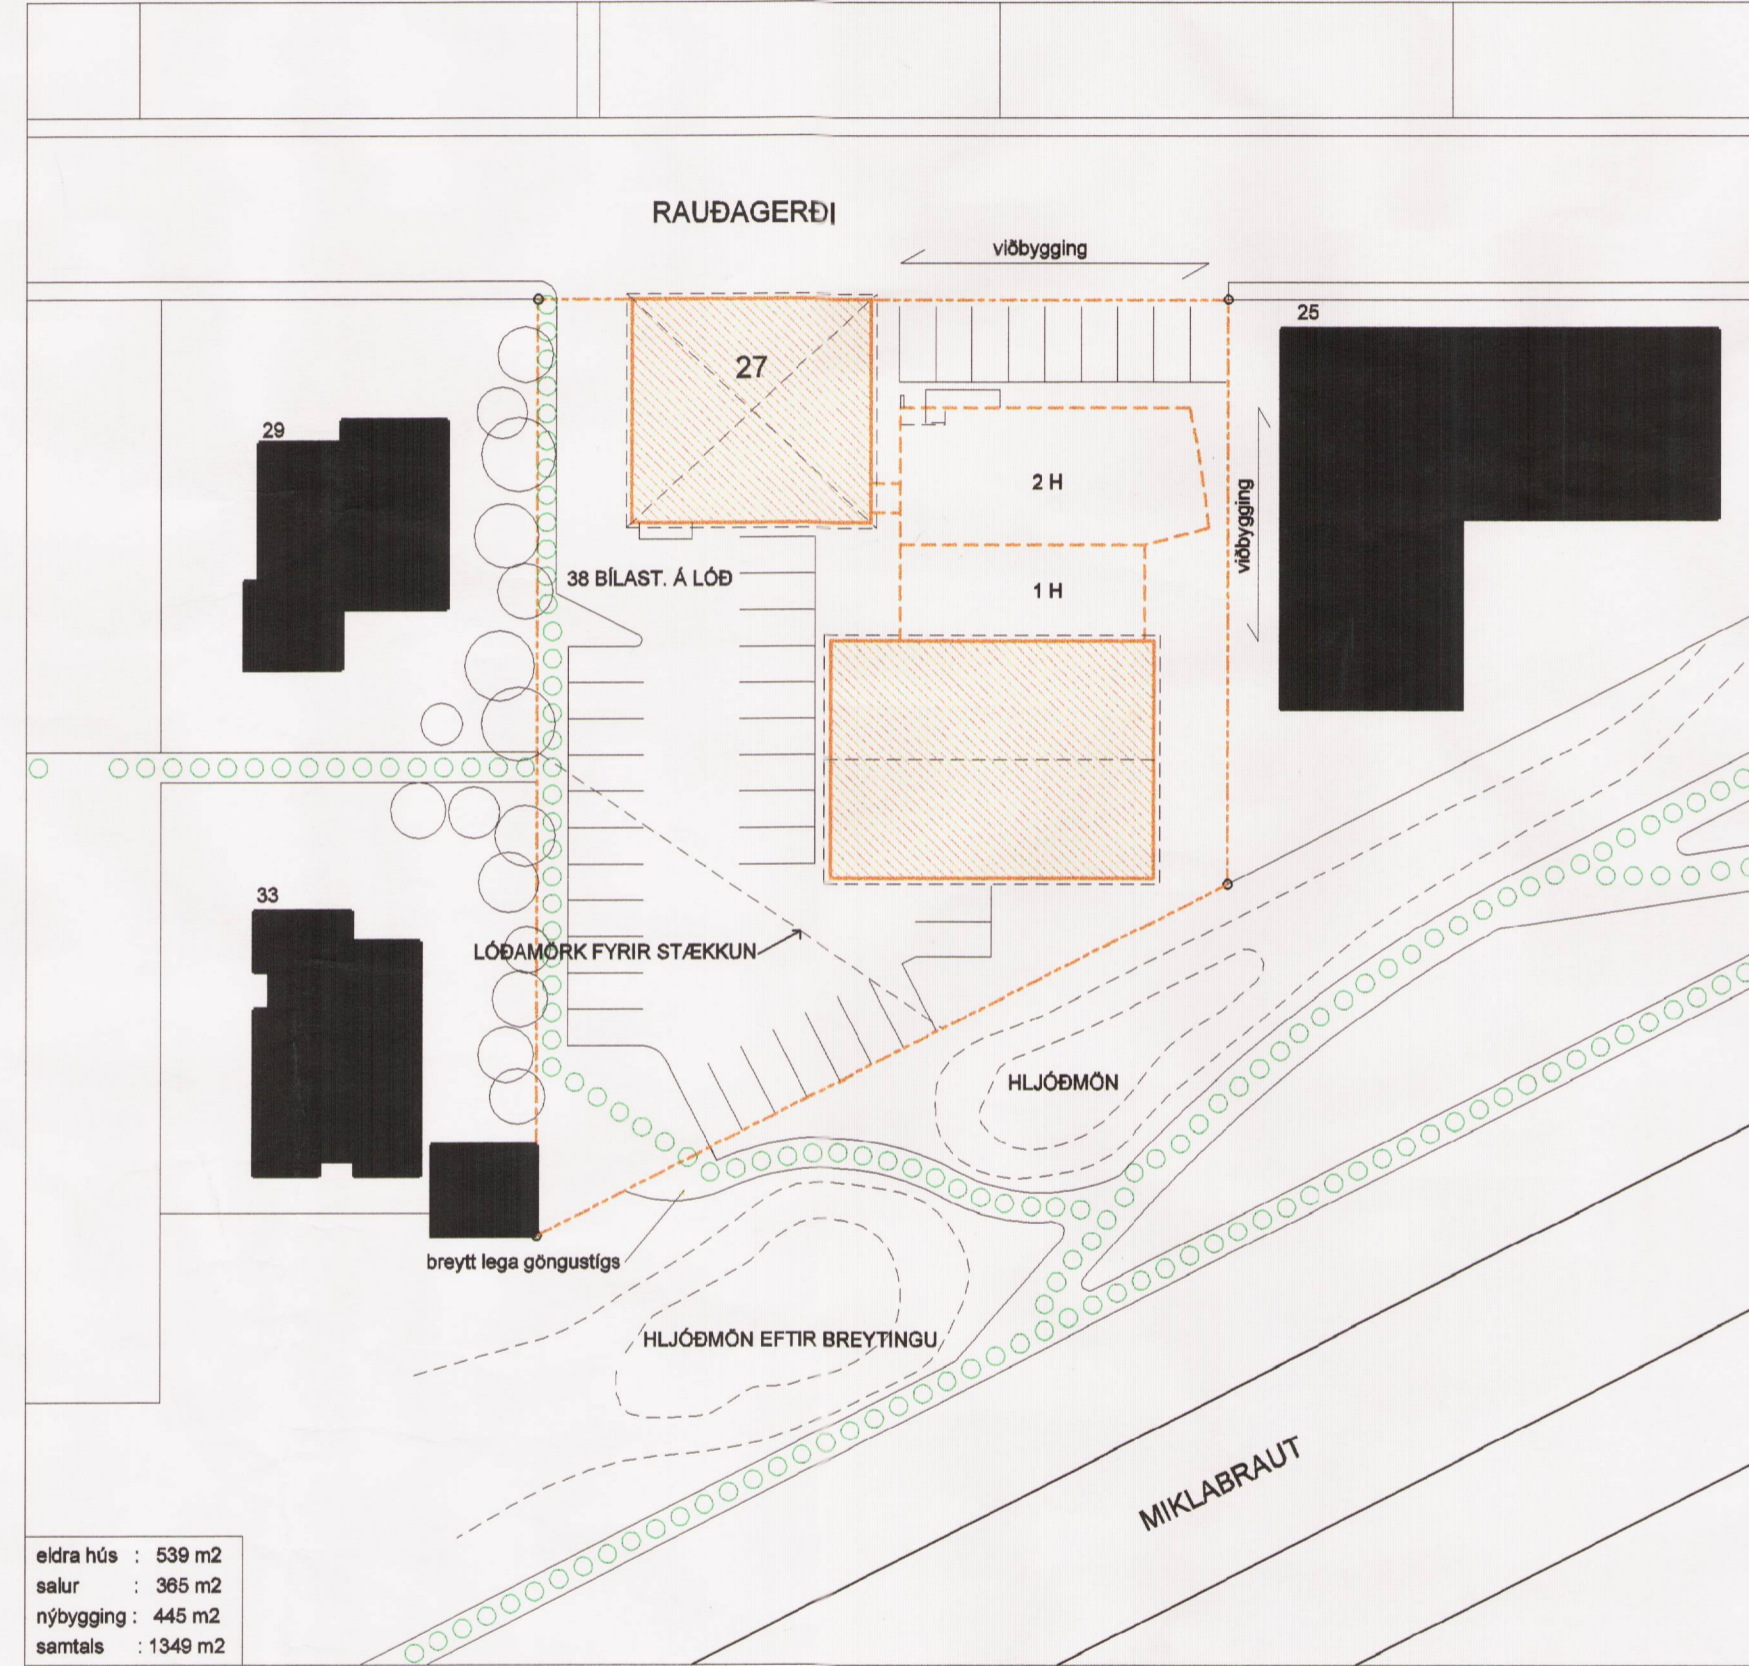 RAUÐAGERÐI
viðbygging
25
27
29
2 H
viðbygging
38 BÍLAST. Á LÓÐ
1 H
33
LÓÐAMÖRK FYRIR STÆKKUN
HLJÓÐMÖN
breytt lega göngustígs
HLJÓÐMÖN EFTIR BREYTINGU
MIKLABRAUT
eldra hús : 539 m2
salur : 365 m2
nýbygging : 445 m2
samtals : 1349 m2